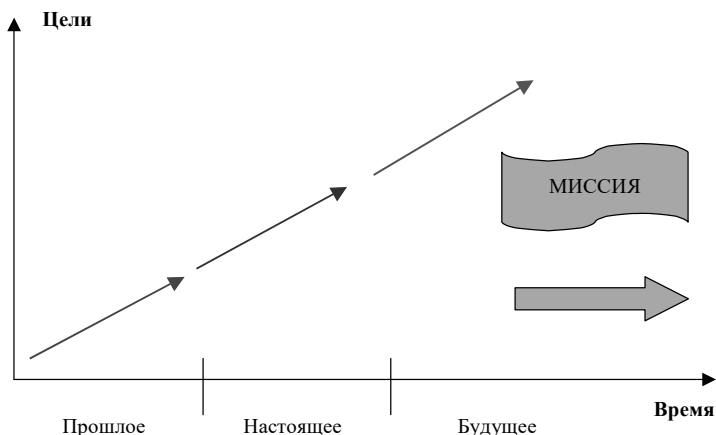 Цели
МИССИЯ
Время
Прошлое
Настоящее
Будущее